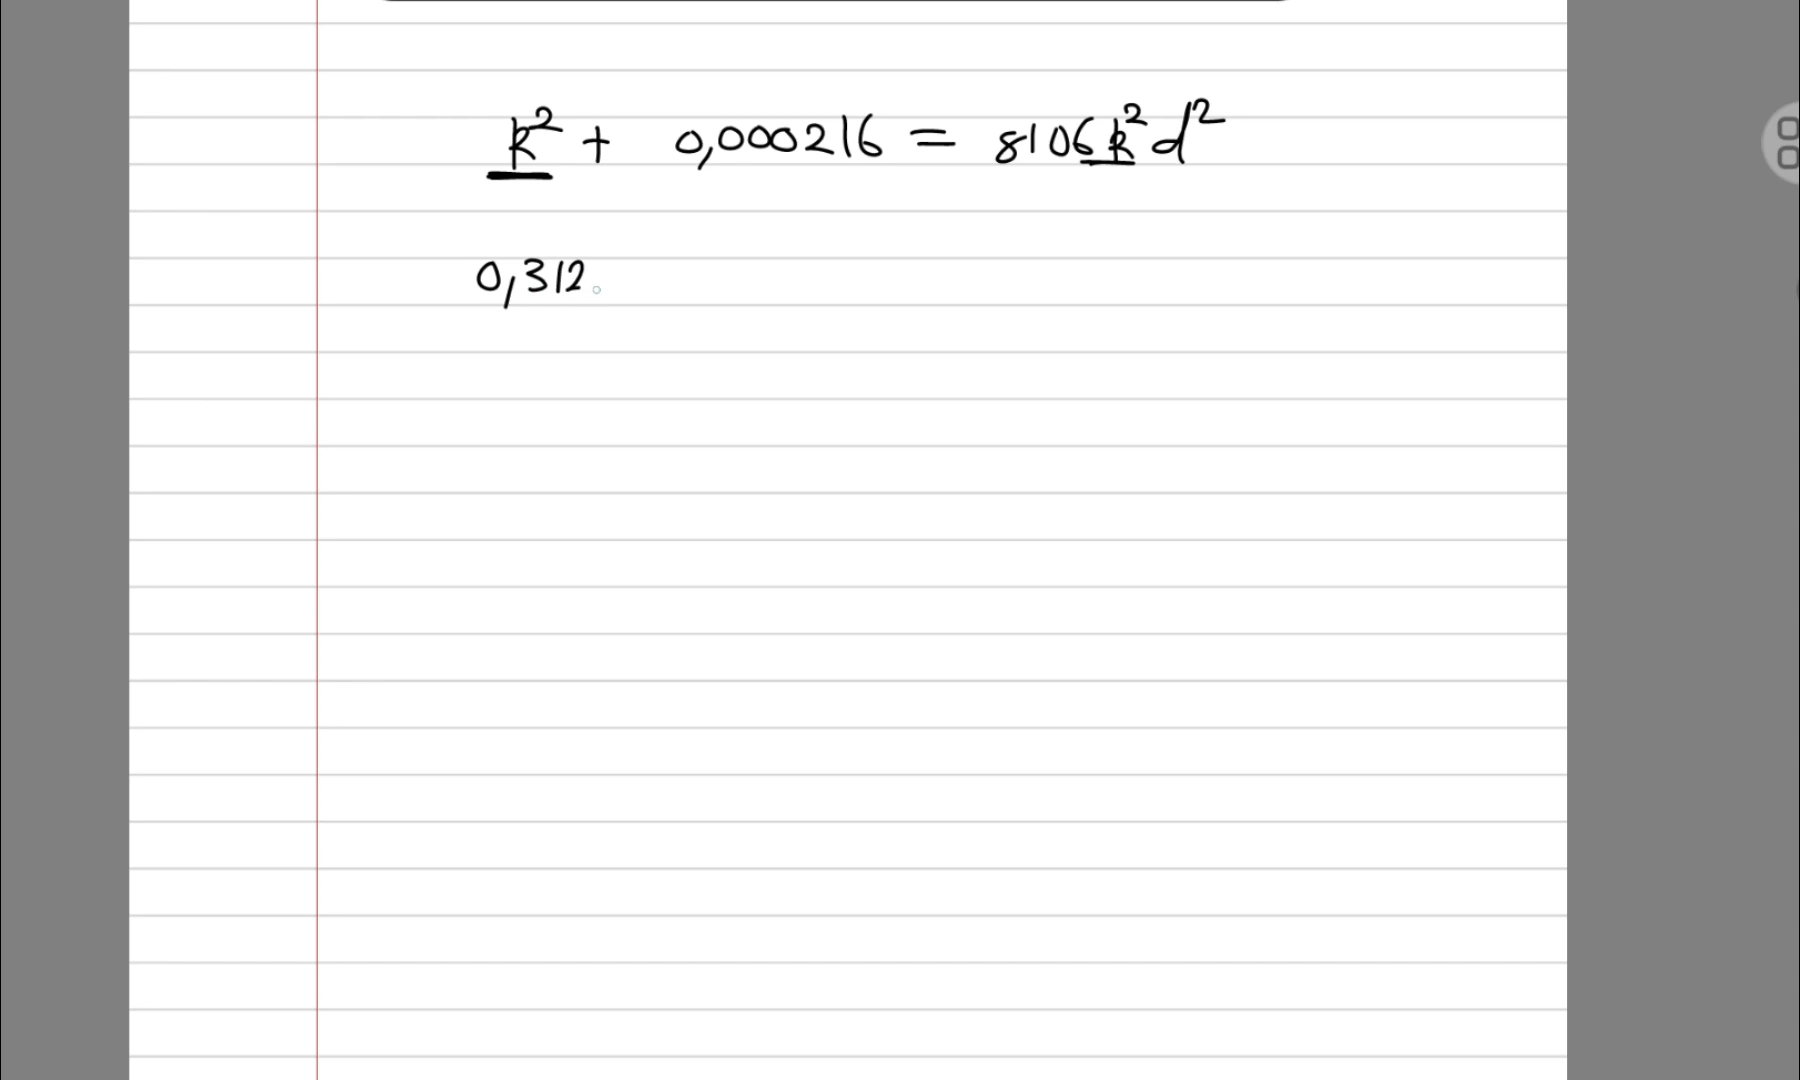 k² + 0,000216 = 8106k²d²
0,312